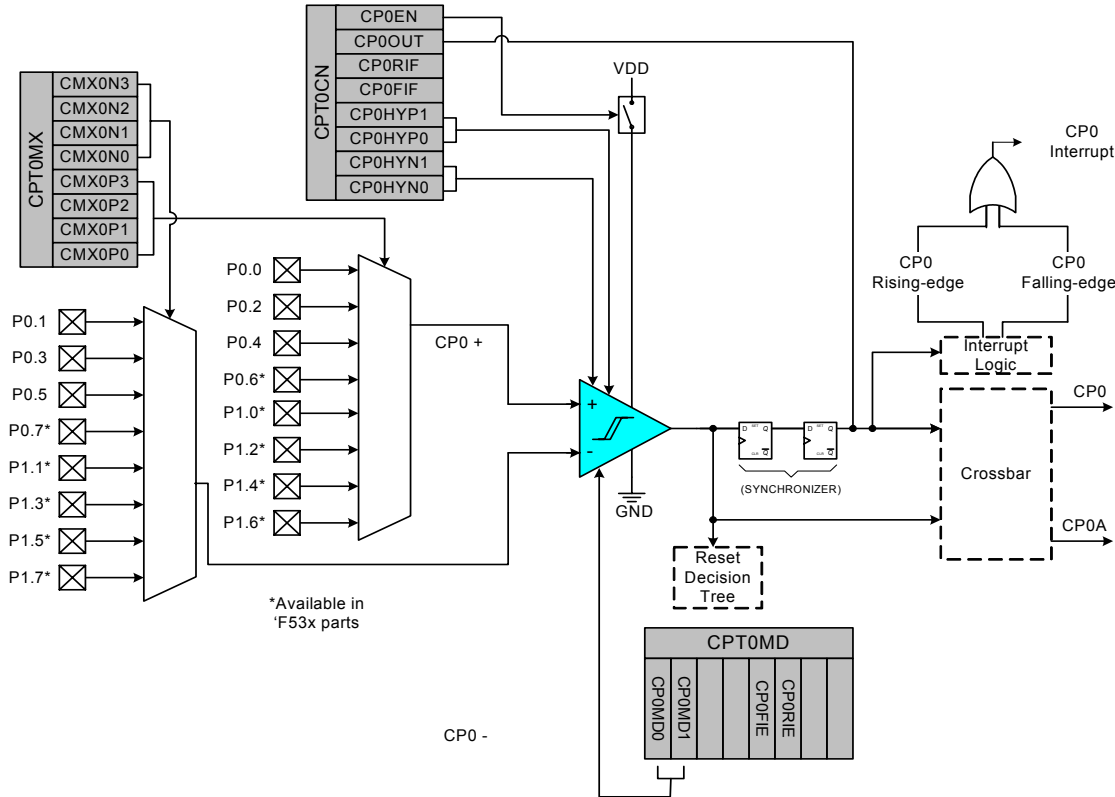 CPT0CN
CP0EN
CP0OUT
CP0RIF
CP0FIF
CP0HYP1
CP0HYP0
CP0HYN1
CP0HYN0
CPT0MX
CMX0N3
CMX0N2
CMX0N1
CMX0N0
CMX0P3
CMX0P2
CMX0P1
CMX0P0
VDD
CP0
Interrupt
CP0
Rising-edge
CP0
Falling-edge
Interrupt
Logic
P0.0
P0.2
P0.4
P0.6*
P1.0*
P1.2*
P1.4*
P1.6*
P0.1
P0.3
P0.5
P0.7*
P1.1*
P1.3*
P1.5*
P1.7*
CP0 +
+
-
GND
D SET Q
CLR Q
D SET Q
CLR Q
(SYNCHRONIZER)
Crossbar
CP0
CP0A
Reset
Decision
Tree
*Available in
'F53x parts
CPT0MD
CP0MD0
CP0MD1
CP0FIE
CP0RIE
CP0 -